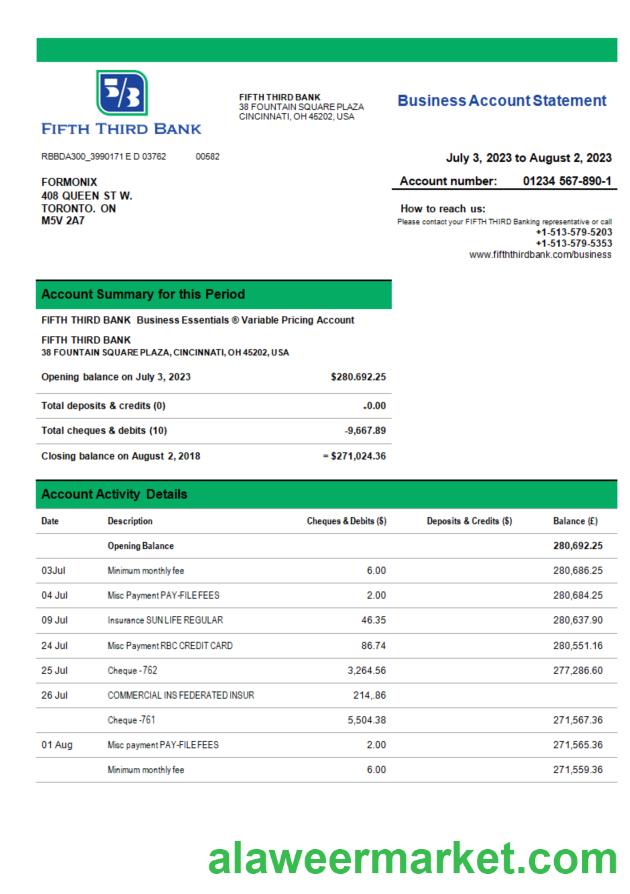 5/3
FIFTH THIRD BANK
FIFTH THIRD BANK
38 FOUNTAIN SQUARE PLAZA
CINCINNATI, OH 45202, USA
Business Account Statement
RBBDA300_3990171 E D 03762 00582
July 3, 2023 to August 2, 2023
FORMONIX
408 QUEEN ST W.
TORONTO. ON
M5V 2A7
Account number: 01234 567-890-1
How to reach us:
Please contact your FIFTH THIRD Banking representative or call
+1-513-579-5203
+1-513-579-5353
www.fifththirdbank.com/business
Account Summary for this Period
FIFTH THIRD BANK Business Essentials ® Variable Pricing Account
FIFTH THIRD BANK
38 FOUNTAIN SQUARE PLAZA, CINCINNATI, OH 45202, USA
Opening balance on July 3, 2023 $280.692.25
Total deposits & credits (0) .0.00
Total cheques & debits (10) -9,667.89
Closing balance on August 2, 2018 = $271,024.36
Account Activity Details
Date Description Cheques & Debits ($) Deposits & Credits ($) Balance (£)
Opening Balance 280,692.25
03Jul Minimum monthly fee 6.00 280,686.25
04 Jul Misc Payment PAY-FILE FEES 2.00 280,684.25
09 Jul Insurance SUN LIFE REGULAR 46.35 280,637.90
24 Jul Misc Payment RBC CREDIT CARD 86.74 280,551.16
25 Jul Cheque -762 3,264.56 277,286.60
26 Jul COMMERCIAL INS FEDERATED INSUR 214,.86
Cheque -761 5,504.38 271,567.36
01 Aug Misc payment PAY-FILE FEES 2.00 271,565.36
Minimum monthly fee 6.00 271,559.36
alaweermarket.com